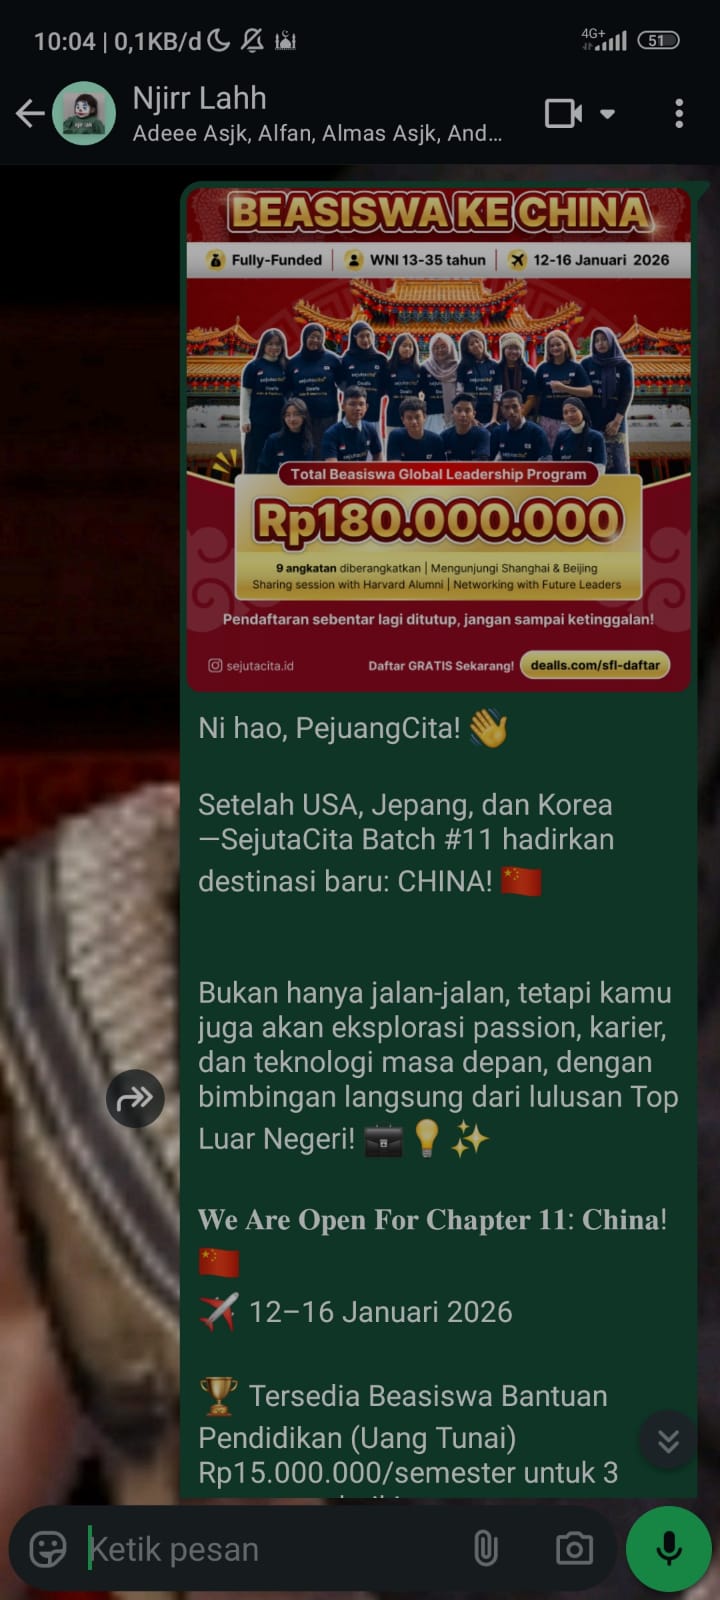 10:04 | 0,1KB/d
4G+
51
Njirr Lahh
Adeee Asjk, Alfan, Almas Asjk, And...
BEASISWA KE CHINA
Fully-Funded | WNI 13-35 tahun | 12-16 Januari 2026
Total Beasiswa Global Leadership Program
Rp180.000.000
9 angkatan diberangkatkan | Mengunjungi Shanghai & Beijing
Sharing session with Harvard Alumni | Networking with Future Leaders
Pendaftaran sebentar lagi ditutup, jangan sampai ketinggalan!
sejutacita.id
Daftar GRATIS Sekarang! dealls.com/sfl-daftar
Ni hao, PejuangCita! 👋
Setelah USA, Jepang, dan Korea
—SejutaCita Batch #11 hadirkan
destinasi baru: CHINA! 🇨🇳
Bukan hanya jalan-jalan, tetapi kamu
juga akan eksplorasi passion, karier,
dan teknologi masa depan, dengan
bimbingan langsung dari lulusan Top
Luar Negeri! 💼💡✨
𝐖𝐞 𝐀𝐫𝐞 𝐎𝐩𝐞𝐧 𝐅𝐨𝐫 𝐂𝐡𝐚𝐩𝐭𝐞𝐫 𝟏𝟏: 𝐂𝐡𝐢𝐧𝐚!
🇨🇳
✈️ 12–16 Januari 2026
🏆 Tersedia Beasiswa Bantuan
Pendidikan (Uang Tunai)
Rp15.000.000/semester untuk 3
Ketik pesan